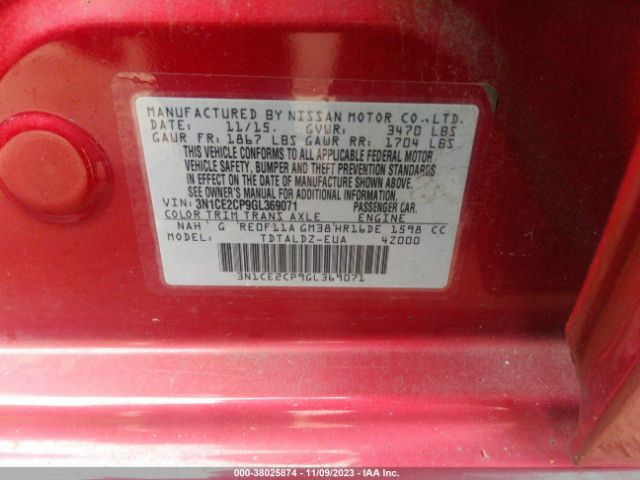 MANUFACTURED BY NISSAN MOTOR CO.,LTD.
DATE: 11/15. GVWR: 3470 LBS
GAWR FR: 1867 LBS GAWR RR: 1704 LBS
THIS VEHICLE CONFORMS TO ALL APPLICABLE FEDERAL MOTOR
VEHICLE SAFETY, BUMPER AND THEFT PREVENTION STANDARDS
IN EFFECT ON THE DATE OF MANUFACTURE SHOWN ABOVE.
SEE OWNER'S MANUAL FOR ADDITIONAL INFORMATION.
VIN: 3N1CE2CP9GL369071 PASSENGER CAR.
COLOR TRIM TRANS AXLE ENGINE
NAH G RE0F11A GM38 HR16DE 1598 CC
MODEL: TDTALDZ-EUA 4Z000
3N1CE2CP9GL369071
000-38025874 - 11/09/2023 - IAA Inc.